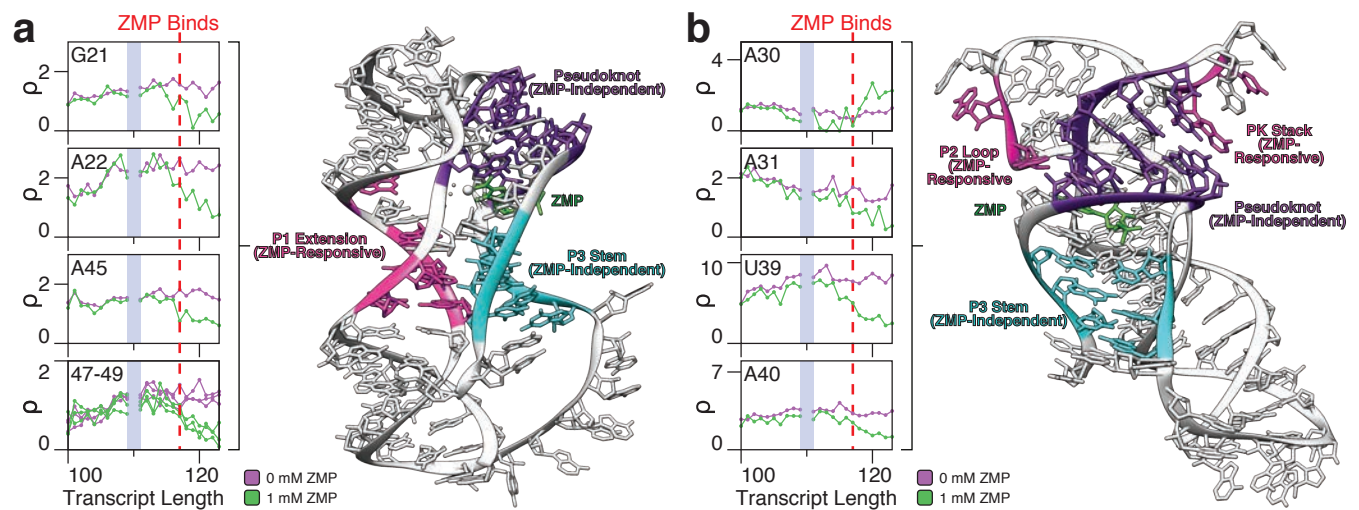 a
ZMP Binds
G21
2
ρ
0
A22
2
ρ
0
A45
2
ρ
0
47-49
2
ρ
0
100
120
Transcript Length
0 mM ZMP
1 mM ZMP
Pseudoknot
(ZMP-Independent)
ZMP
P1 Extension
(ZMP-Responsive)
P3 Stem
(ZMP-Independent)
b
ZMP Binds
A30
4
ρ
0
A31
2
ρ
0
U39
10
ρ
0
A40
7
ρ
0
100
120
Transcript Length
0 mM ZMP
1 mM ZMP
P2 Loop
(ZMP-
Responsive
PK Stack
(ZMP-
Responsive)
ZMP
Pseudoknot
(ZMP-Independent)
P3 Stem
(ZMP-Independent)